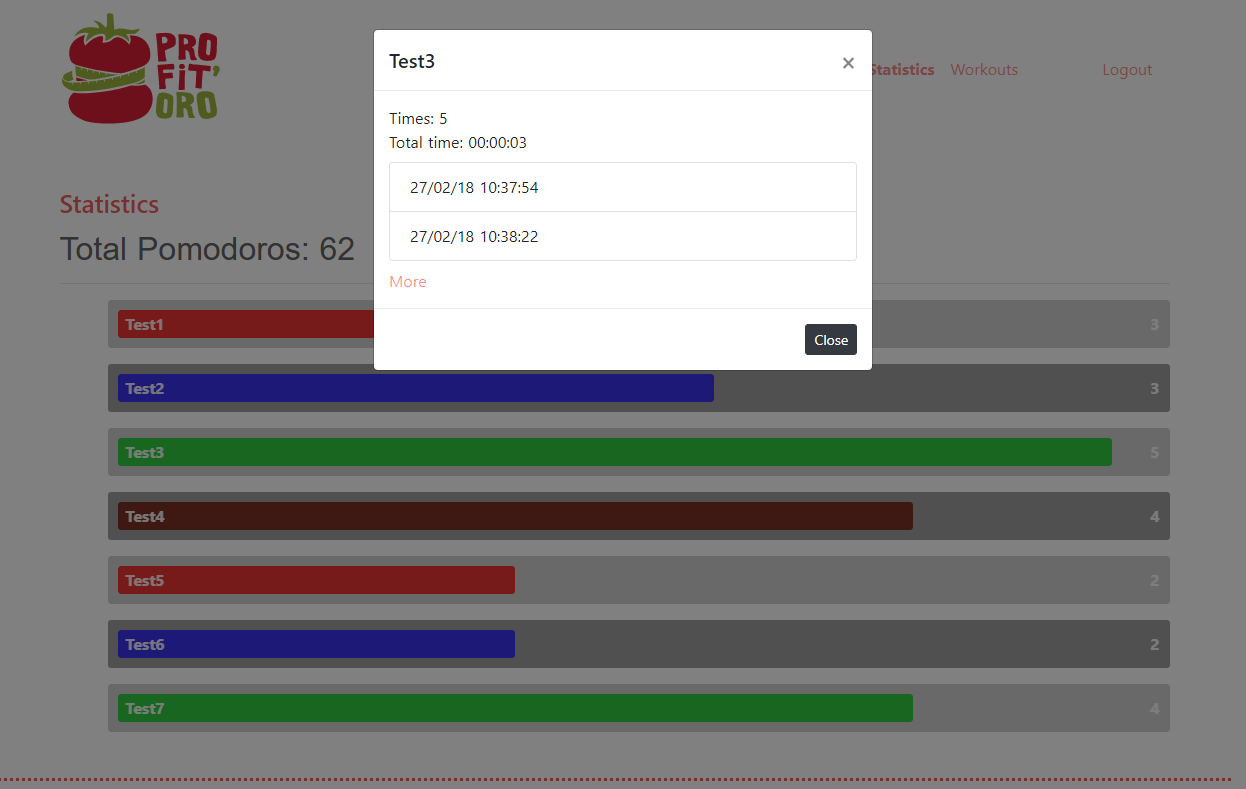 PRO
FiT'
ORO
Test3
×
Statistics
Workouts
Logout
Times: 5
Total time: 00:00:03
27/02/18 10:37:54
27/02/18 10:38:22
More
Close
Statistics
Total Pomodoros: 62
Test1 3
Test2 3
Test3 5
Test4 4
Test5 2
Test6 2
Test7 4